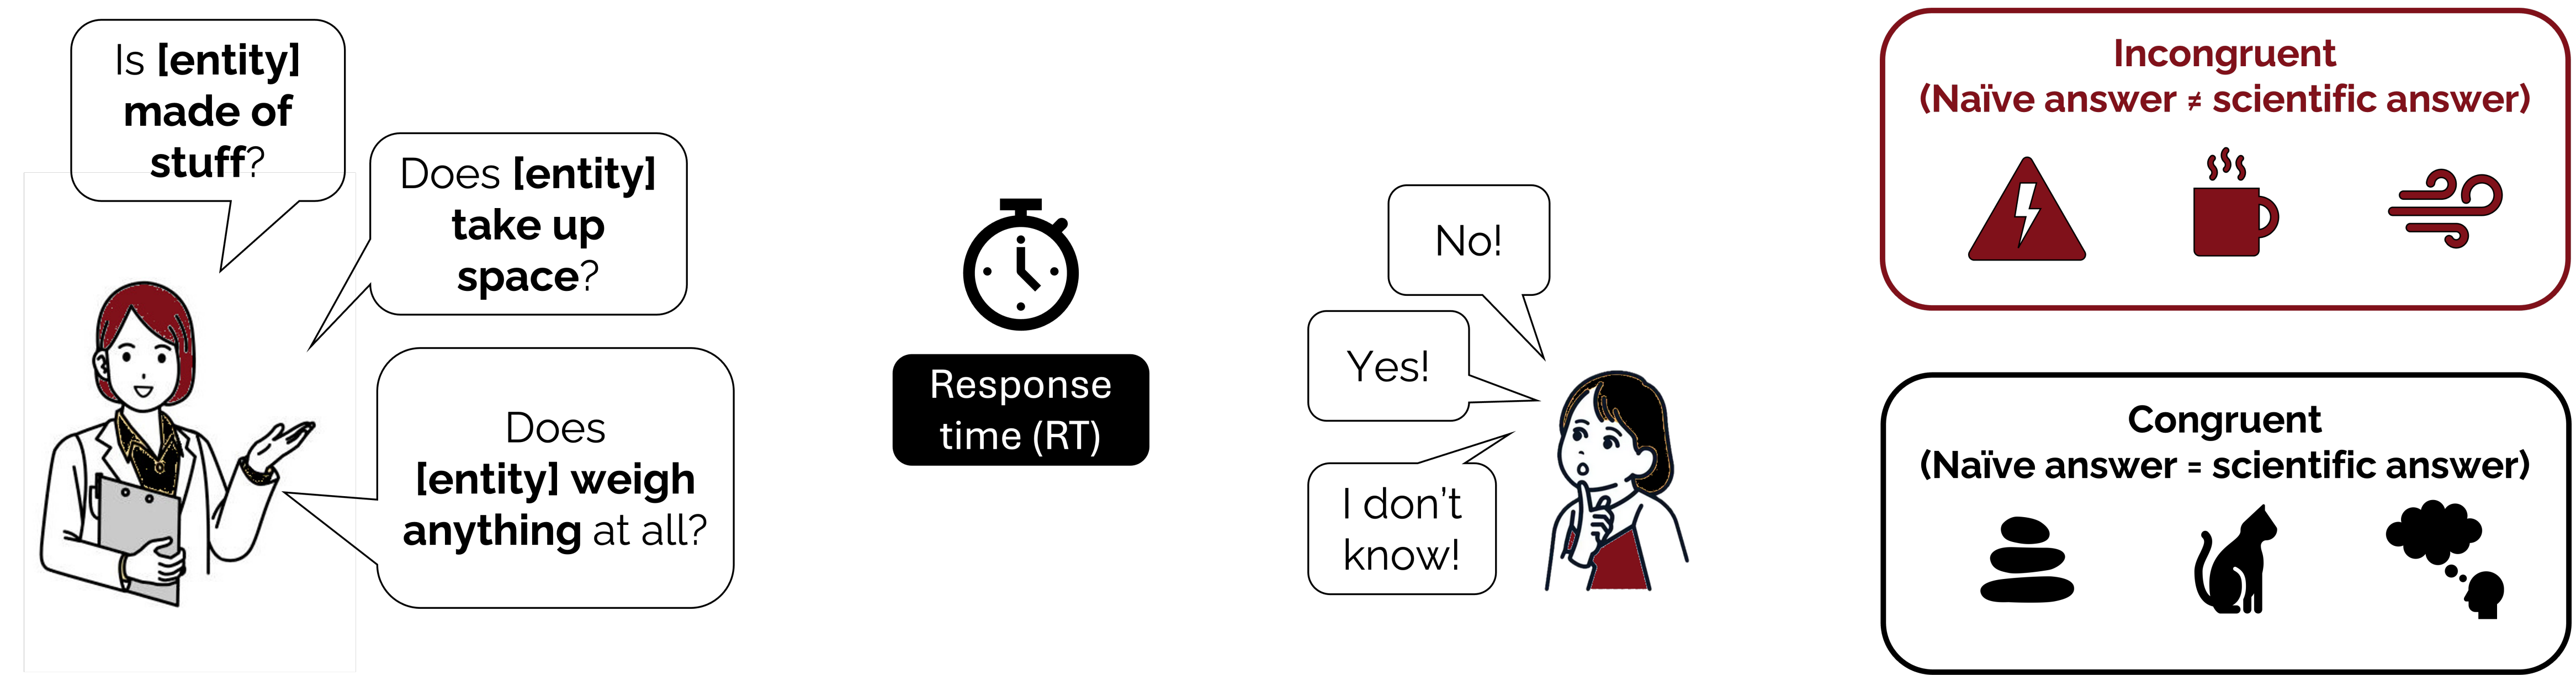 Is [entity]
made of
stuff?
Does [entity]
take up
space?
Does
[entity] weigh
anything at all?
Response
time (RT)
No!
Yes!
I don’t
know!
Incongruent
(Naïve answer ≠ scientific answer)
Congruent
(Naïve answer = scientific answer)